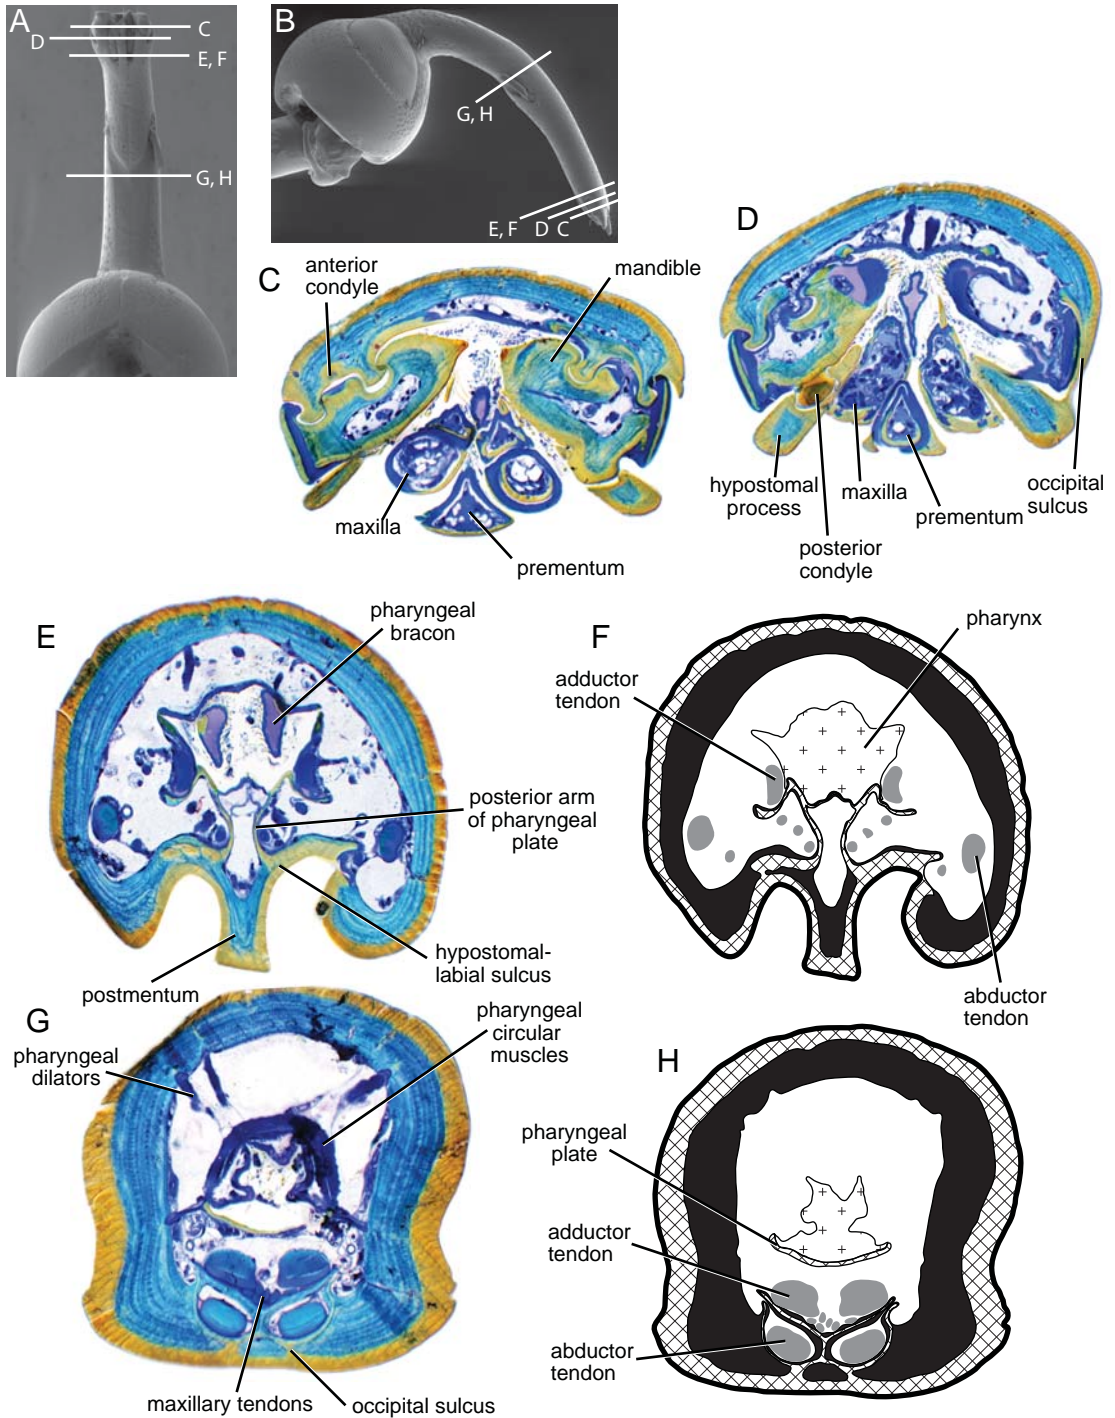 A
C
D
E, F
G, H
B
G, H
E, F
D
C
C
anterior
condyle
mandible
maxilla
prementum
D
hypostomal
process
maxilla
prementum
occipital
sulcus
posterior
condyle
E
pharyngeal
bracon
posterior arm
of pharyngeal
plate
hypostomal-
labial sulcus
postmentum
F
pharynx
adductor
tendon
abductor
tendon
G
pharyngeal
dilators
pharyngeal
circular
muscles
maxillary tendons
occipital sulcus
H
pharyngeal
plate
adductor
tendon
abductor
tendon